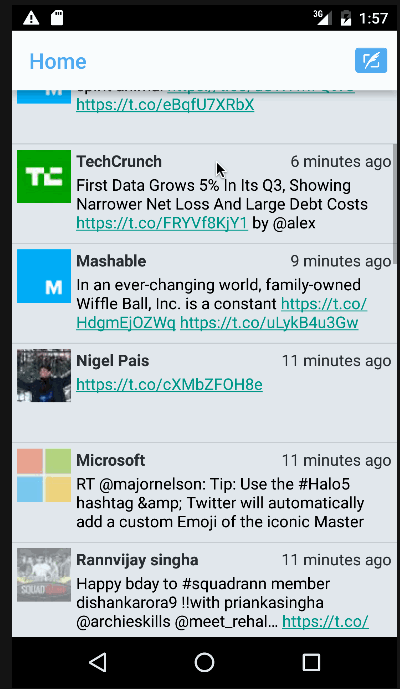 3G 1:57
Home
https://t.co/eBqfU7XRbX
TechCrunch 6 minutes ago
First Data Grows 5% In Its Q3, Showing
Narrower Net Loss And Large Debt Costs
https://t.co/FRYVf8KjY1 by @alex
Mashable 9 minutes ago
In an ever-changing world, family-owned
Wiffle Ball, Inc. is a constant https://t.co/
HdgmEjOZWq https://t.co/uLykB4u3Gw
Nigel Pais 11 minutes ago
https://t.co/cXMbZFOH8e
Microsoft 11 minutes ago
RT @majornelson: Tip: Use the #Halo5
hashtag &amp; Twitter will automatically
add a custom Emoji of the iconic Master
Rannvijay singha 11 minutes ago
Happy bday to #squadrann member
dishankarora9 !!with priankasingha
@archieskills @meet_rehal… https://t.co/